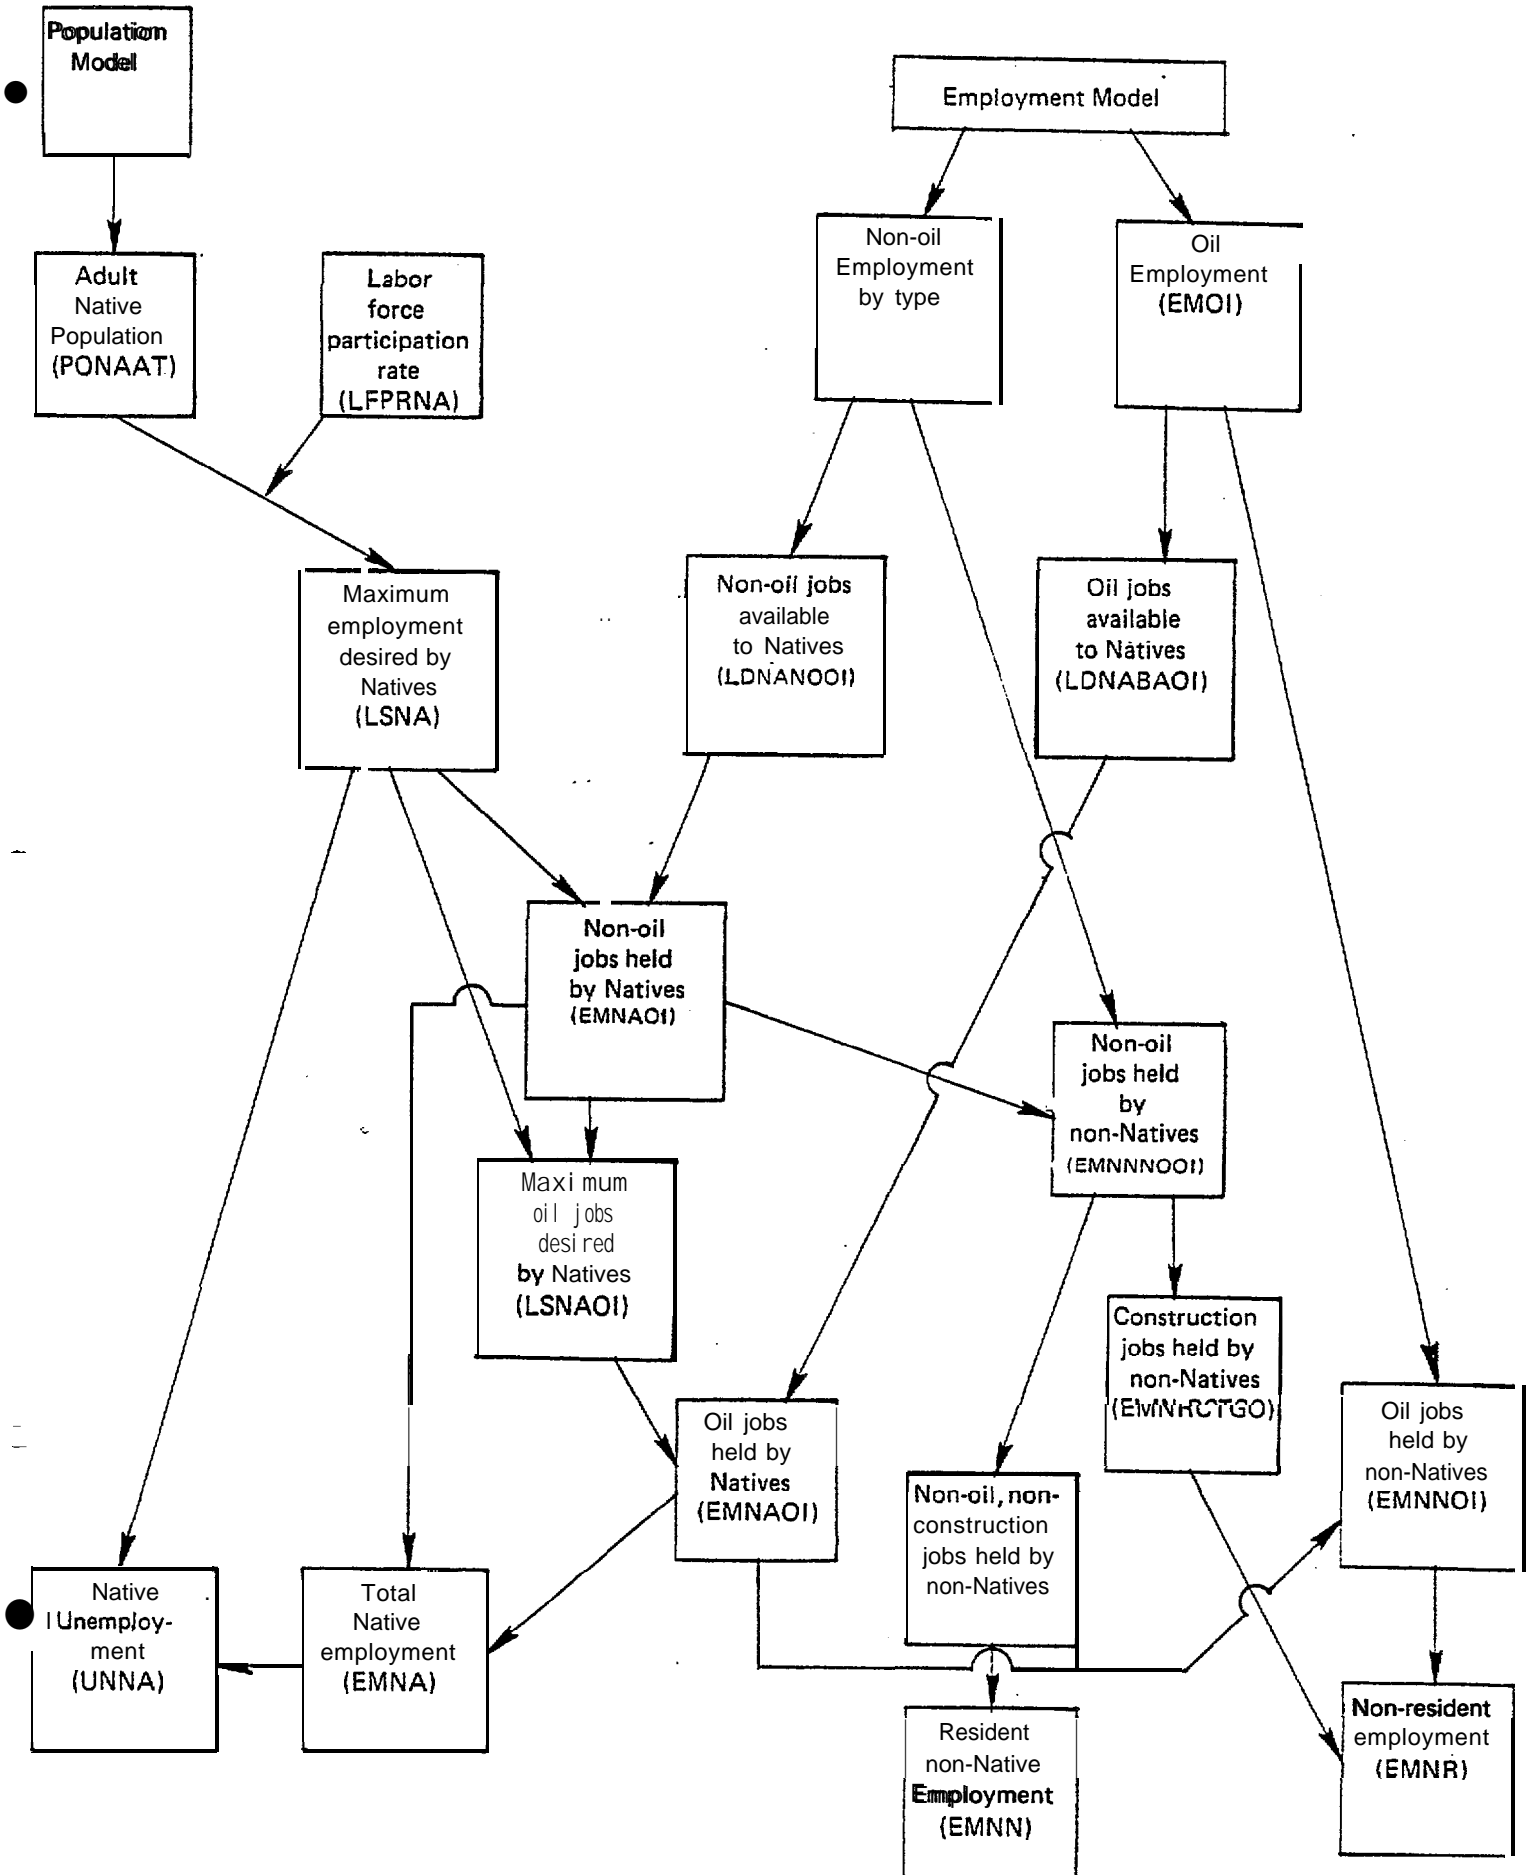 Population
Model
Employment Model
Adult
Native
Population
(PONAAT)
Labor
force
participation
rate
(LFPRNA)
Non-oil
Employment
by type
Oil
Employment
(EMOI)
Maximum
employment
desired by
Natives
(LSNA)
Non-oil jobs
available
to Natives
(LDNANOOI)
Oil jobs
available
to Natives
(LDNABAOI)
Non-oil
jobs held
by Natives
(EMNAOI)
Non-oil
jobs held
by
non-Natives
(EMNNNOOI)
Maximum
oil jobs
desired
by Natives
(LSNAOI)
Construction
jobs held by
non-Natives
(EMNRCTGO)
Oil jobs
held by
Natives
(EMNAOI)
Non-oil, non-
construction
jobs held by
non-Natives
Oil jobs
held by
non-Natives
(EMNNOI)
Native
Unemploy-
ment
(UNNA)
Total
Native
employment
(EMNA)
Resident
non-Native
Employment
(EMNN)
Non-resident
employment
(EMNR)